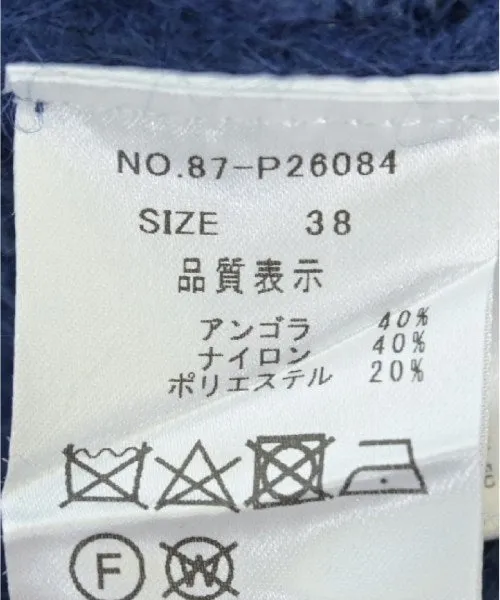 NO.87-P26084
SIZE 38
品質表示
アンゴラ 40%
ナイロン 40%
ポリエステル 20%
F W